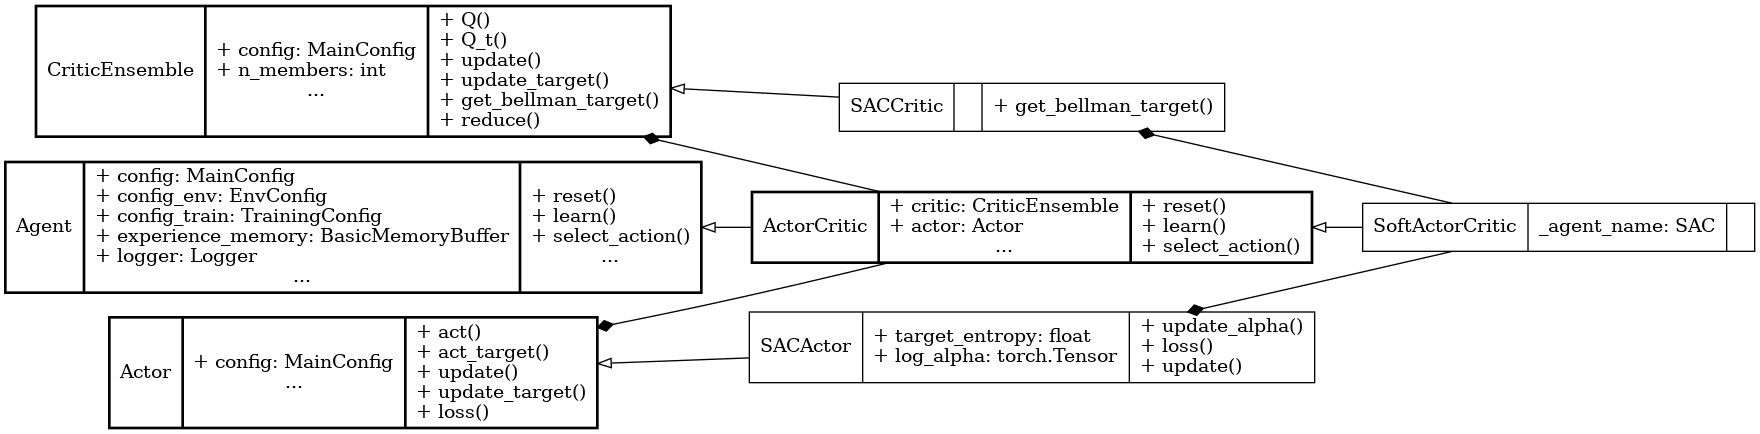 CriticEnsemble
+ config: MainConfig
+ n_members: int
...
+ Q()
+ Q_t()
+ update()
+ update_target()
+ get_bellman_target()
+ reduce()
SACCritic
+ get_bellman_target()
Agent
+ config: MainConfig
+ config_env: EnvConfig
+ config_train: TrainingConfig
+ experience_memory: BasicMemoryBuffer
+ logger: Logger
...
+ reset()
+ learn()
+ select_action()
...
ActorCritic
+ critic: CriticEnsemble
+ actor: Actor
...
+ reset()
+ learn()
+ select_action()
SoftActorCritic
_agent_name: SAC
Actor
+ config: MainConfig
...
+ act()
+ act_target()
+ update()
+ update_target()
+ loss()
SACActor
+ target_entropy: float
+ log_alpha: torch.Tensor
+ update_alpha()
+ loss()
+ update()